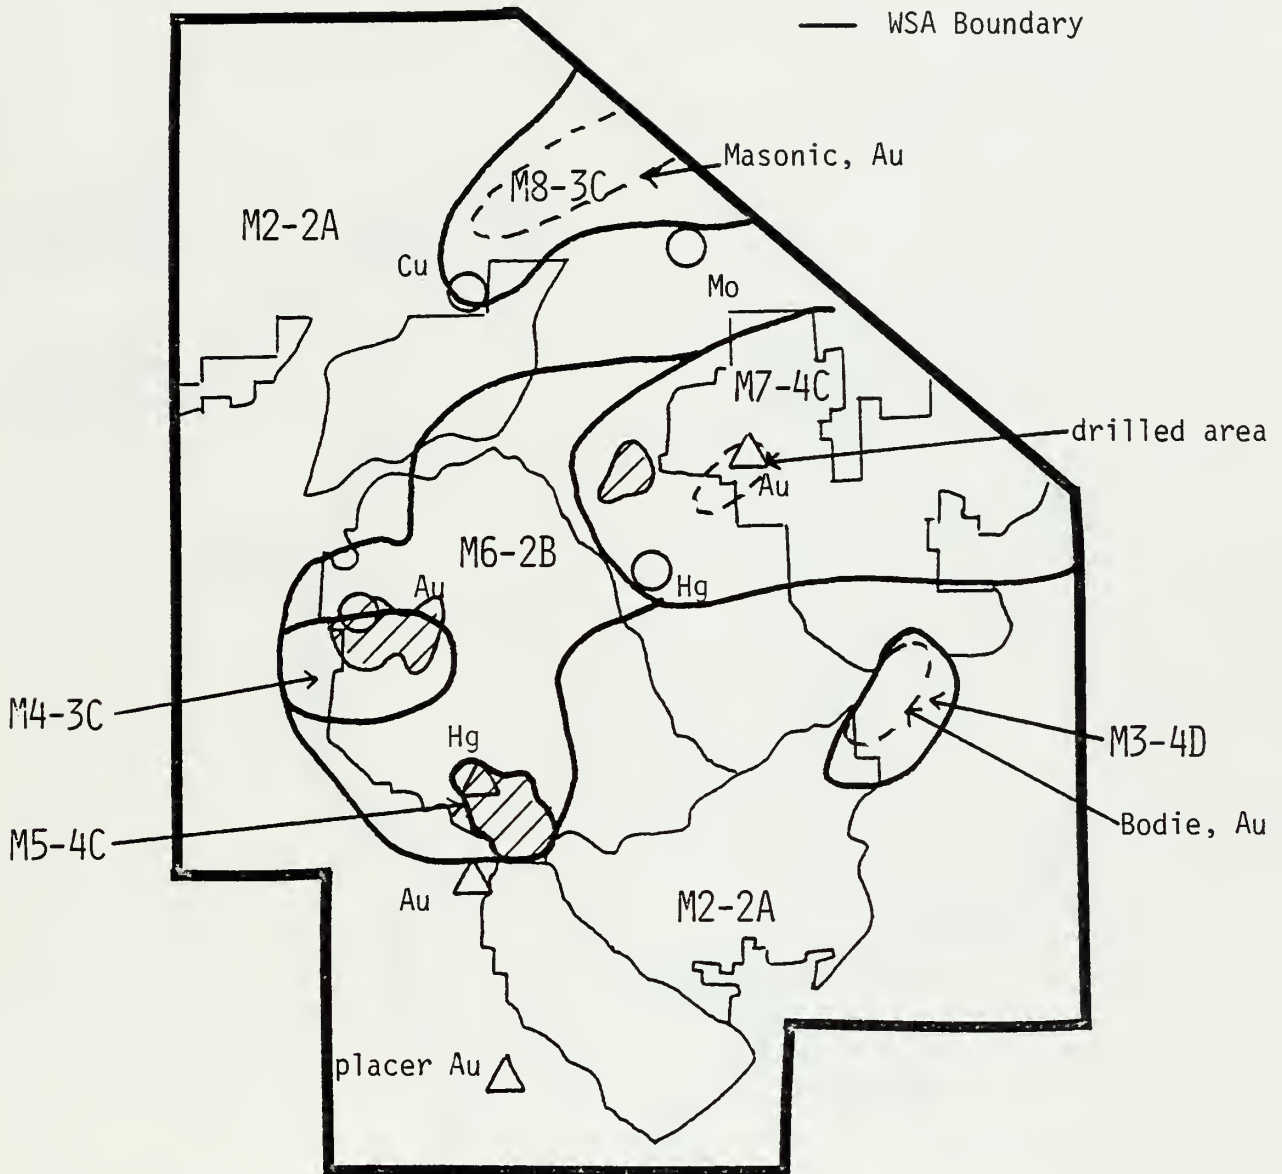 WSA Boundary
Masonic, Au
M8-3C
M2-2A
Cu
Mo
M7-4C
drilled area
Au
M6-2B
Au
Hg
M4-3C
Hg
M3-4D
M5-4C
Bodie, Au
Au
M2-2A
placer Au